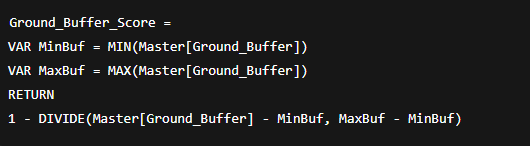 Ground_Buffer_Score =
VAR MinBuf = MIN(Master[Ground_Buffer])
VAR MaxBuf = MAX(Master[Ground_Buffer])
RETURN
1 - DIVIDE(Master[Ground_Buffer] - MinBuf, MaxBuf - MinBuf)